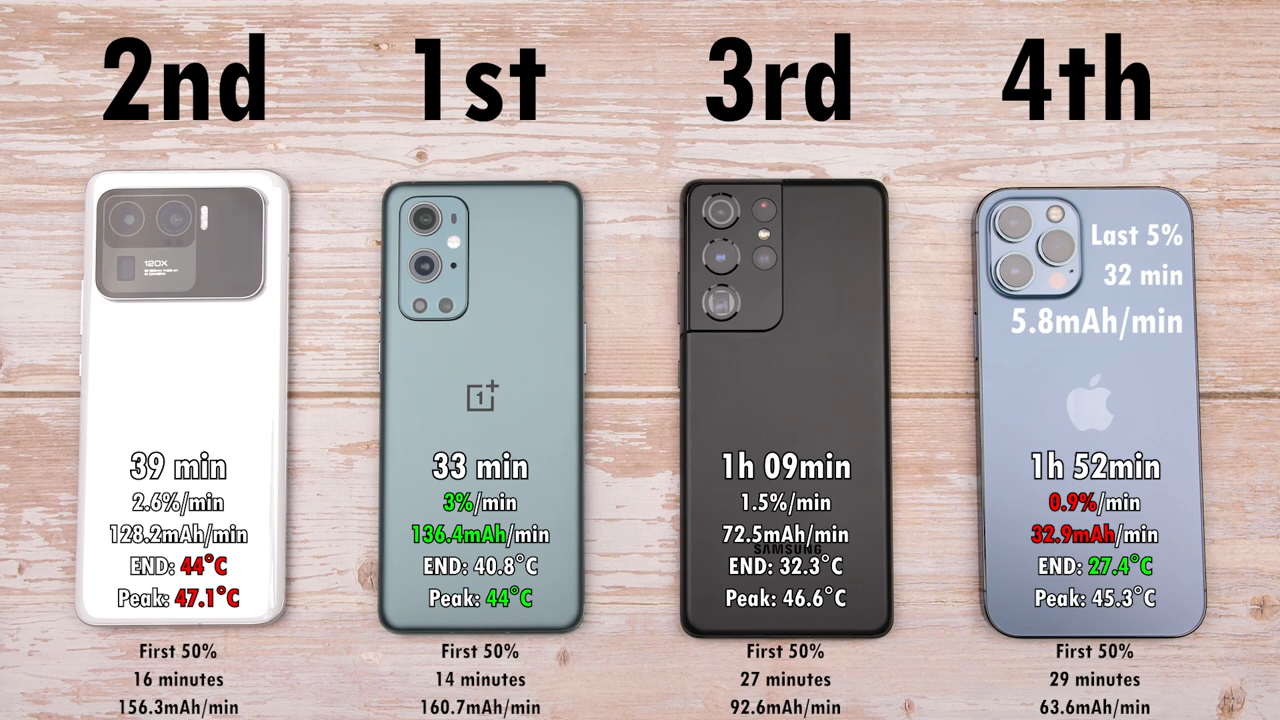 2nd
1st
3rd
4th
120X
Last 5%
32 min
5.8mAh/min
39 min
2.6%/min
128.2mAh/min
END: 44°C
Peak: 47.1°C
33 min
3%/min
136.4mAh/min
END: 40.8°C
Peak: 44°C
1h 09min
1.5%/min
72.5mAh/min
SAMSUNG
END: 32.3°C
Peak: 46.6°C
1h 52min
0.9%/min
32.9mAh/min
END: 27.4°C
Peak: 45.3°C
First 50%
16 minutes
156.3mAh/min
First 50%
14 minutes
160.7mAh/min
First 50%
27 minutes
92.6mAh/min
First 50%
29 minutes
63.6mAh/min